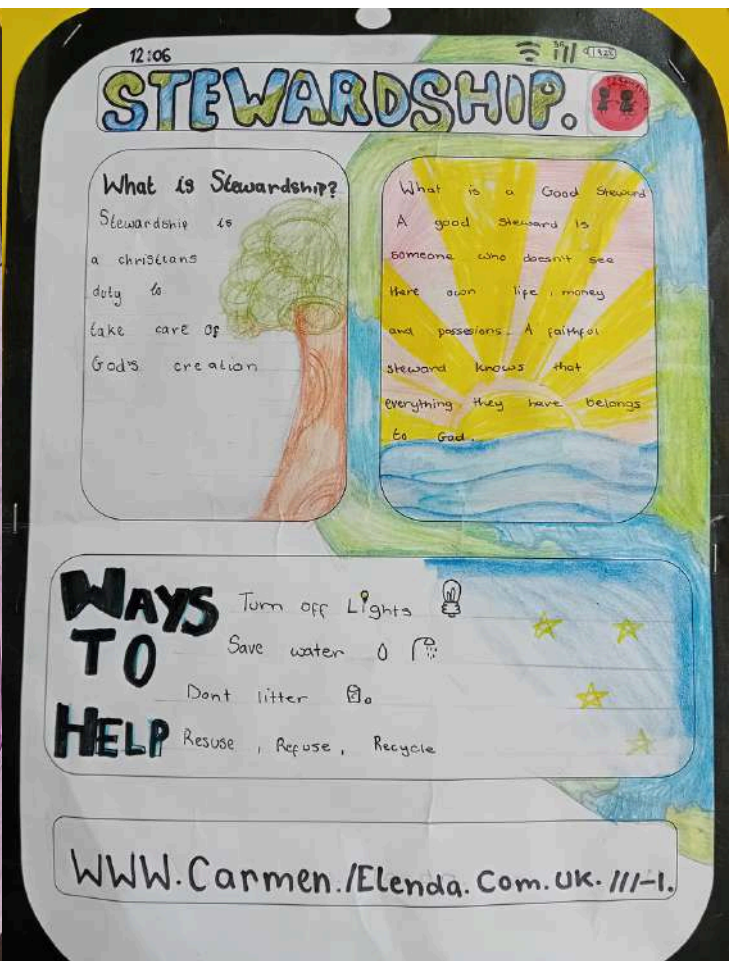 12:06
5G 192%
STEWARDSHIP.
What is Stewardship?
Stewardship is
a christians
duty to
take care of
God's creation
What is a Good Steward
A good steward is
someone who doesn't see
there own life, money
and possesions. A faithful
steward knows that
everything they have belongs
to God.
WAYS
TO
HELP
Turn off Lights
Save water
Dont litter
Resuse, Refuse, Recycle
WWW.Carmen./Elenda.Com.UK.///-1.